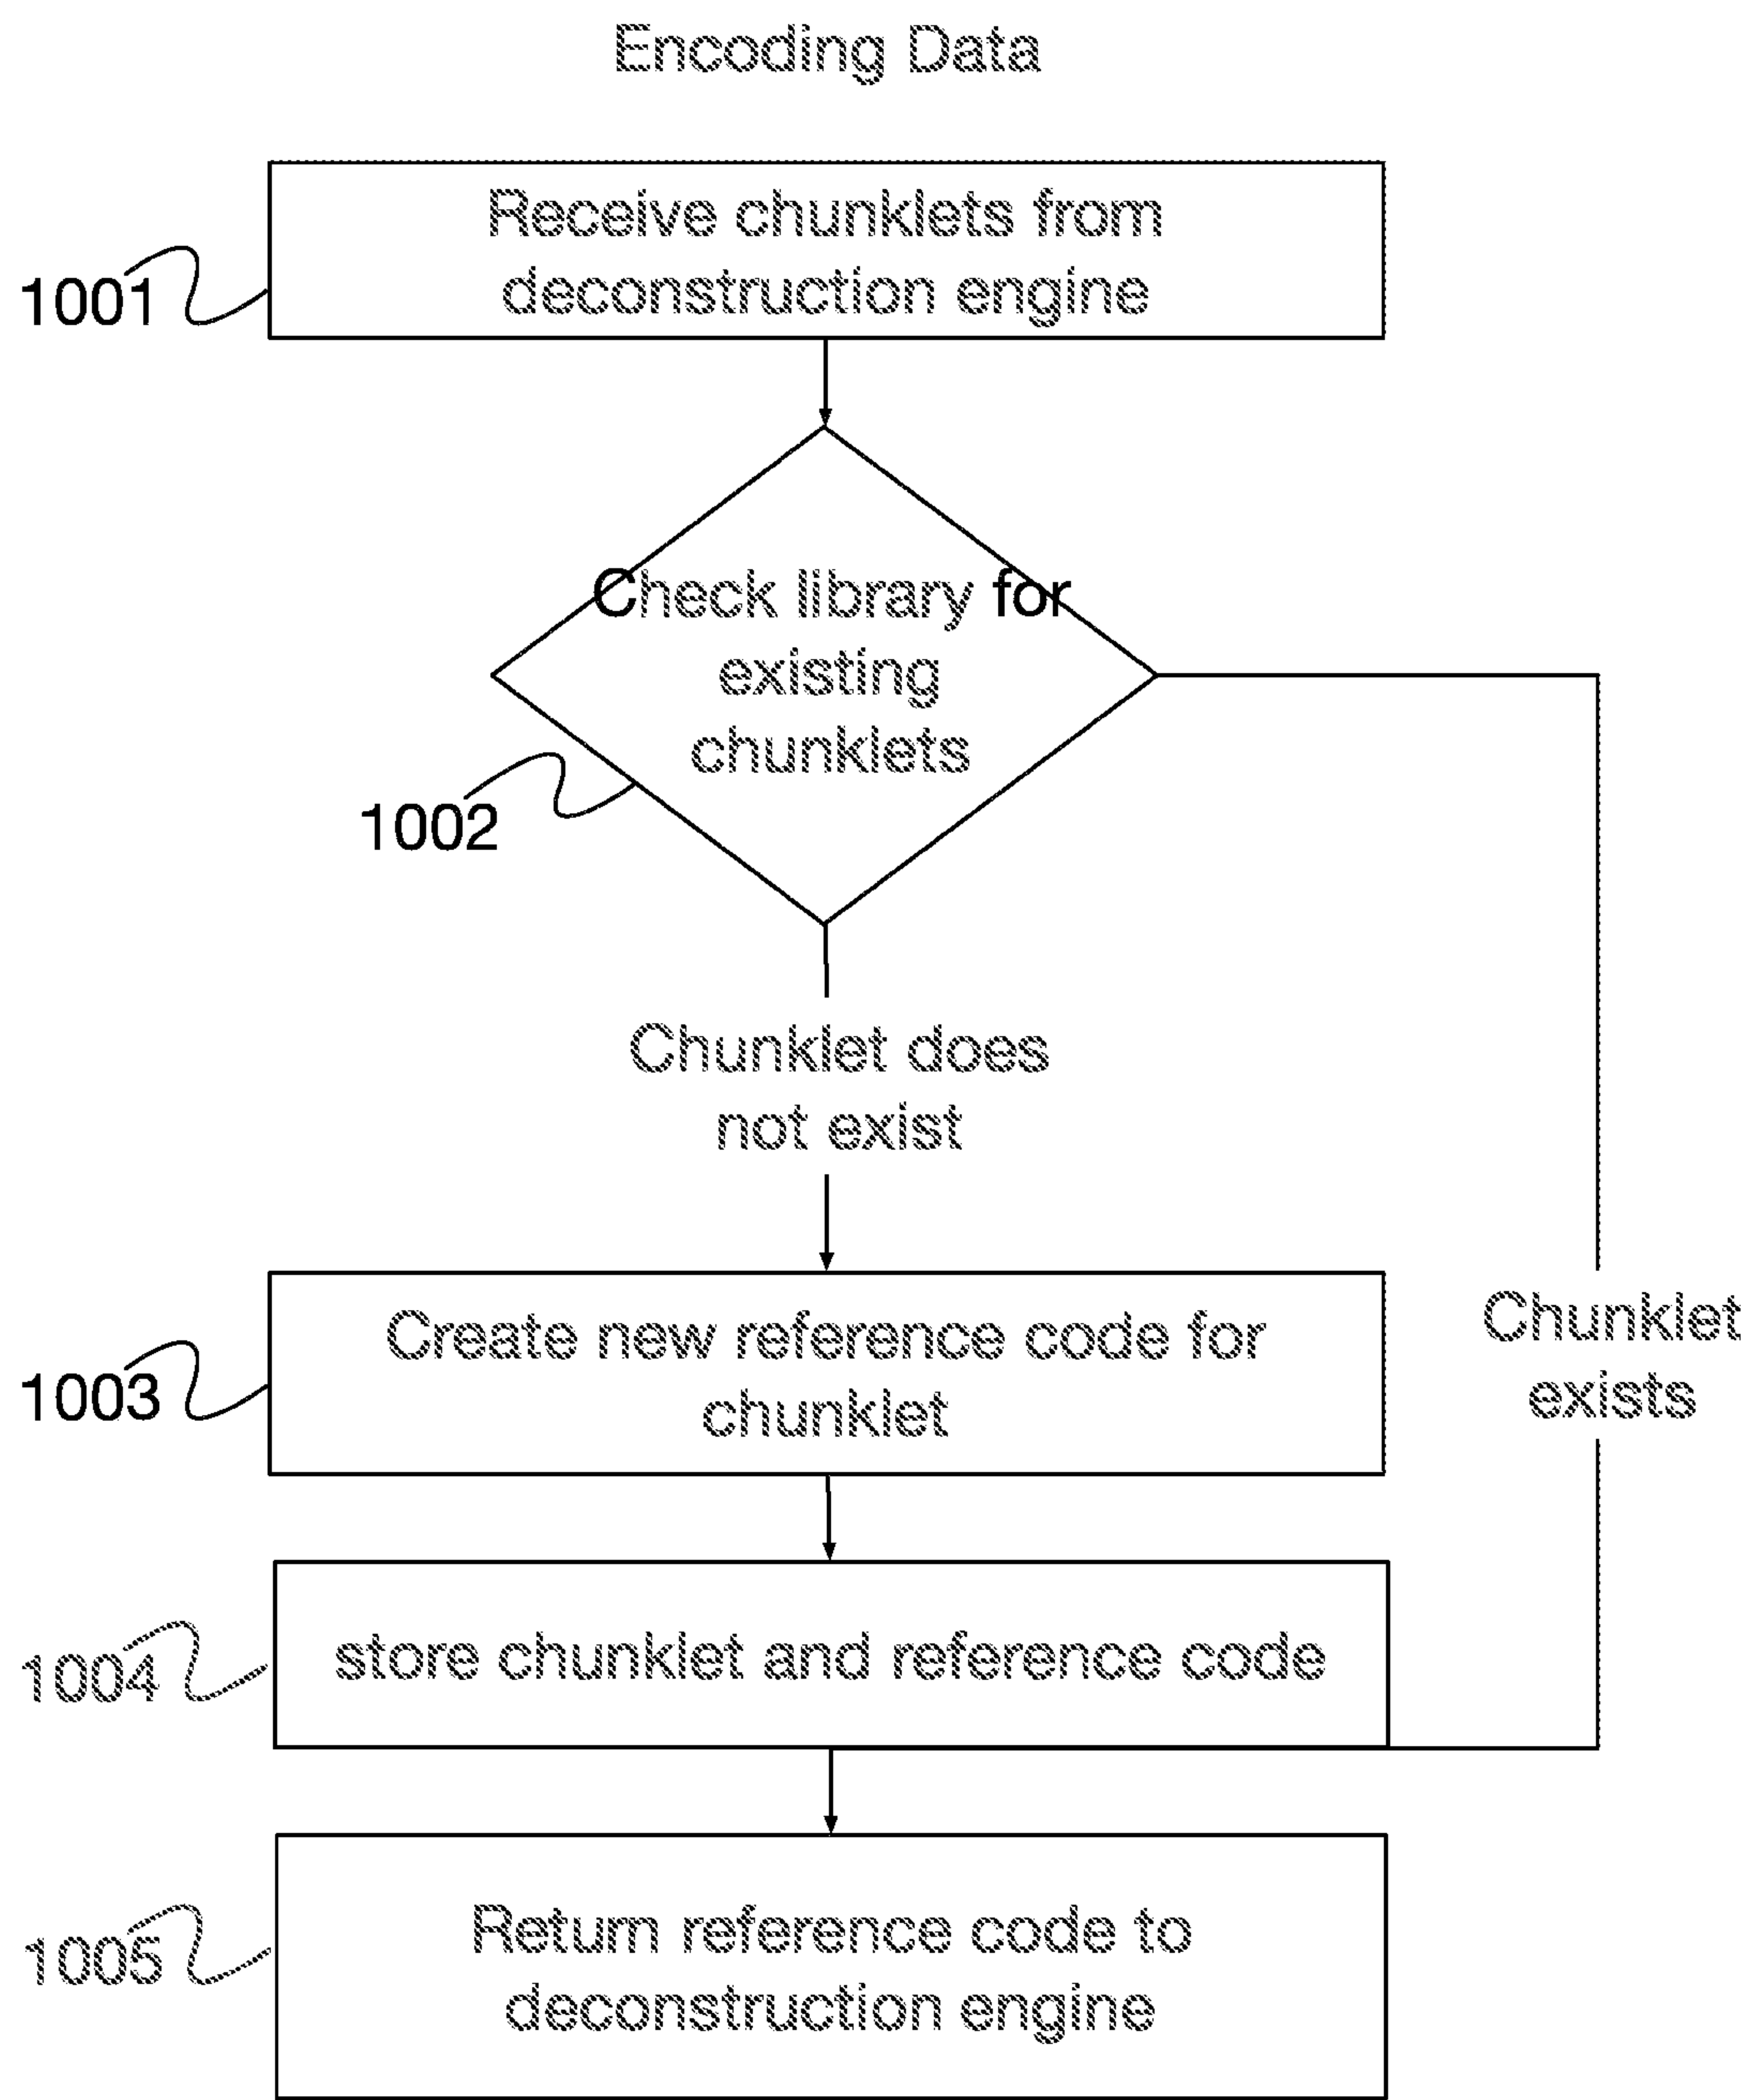 Encoding Data
Receive chunklets from
deconstruction engine
1001
Check library for
existing
chunklets
1002
Chunklet does
not exist
Create new reference code for
chunklet
1003
Chunklet
exists
store chunklet and reference code
1004
Return reference code to
deconstruction engine
1005